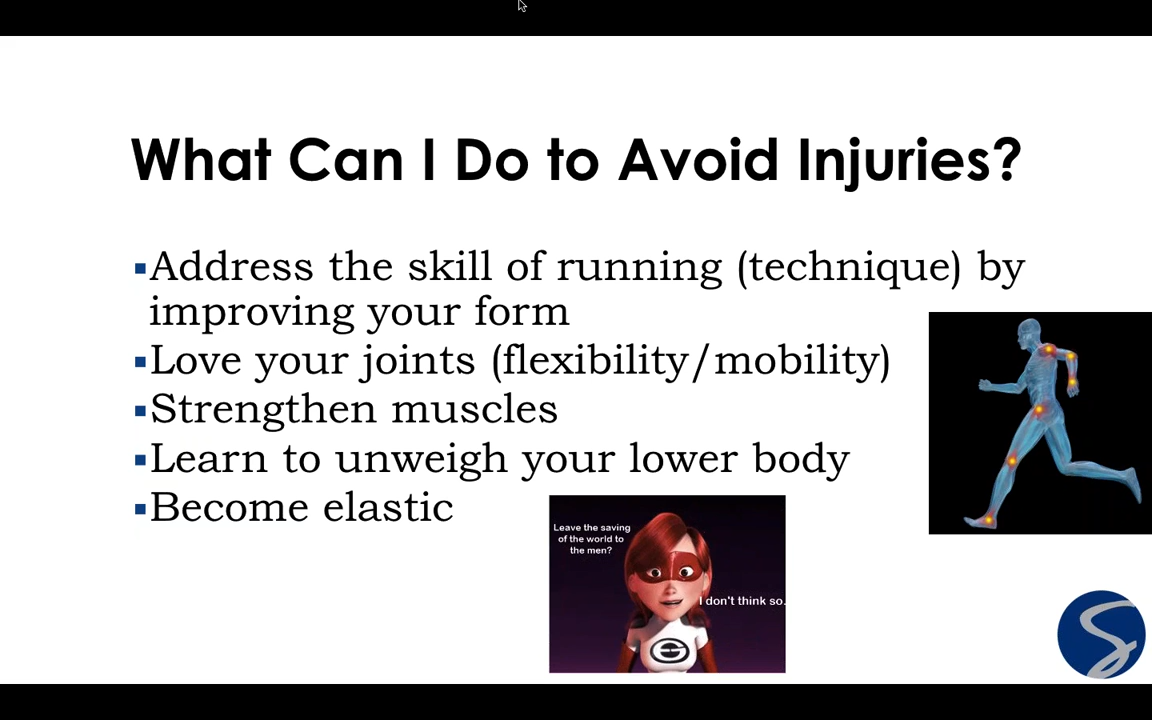 What Can I Do to Avoid Injuries?
▪Address the skill of running (technique) by
improving your form
▪Love your joints (flexibility/mobility)
▪Strengthen muscles
▪Learn to unweigh your lower body
▪Become elastic
Leave the saving
of the world to
the men?
I don't think so.